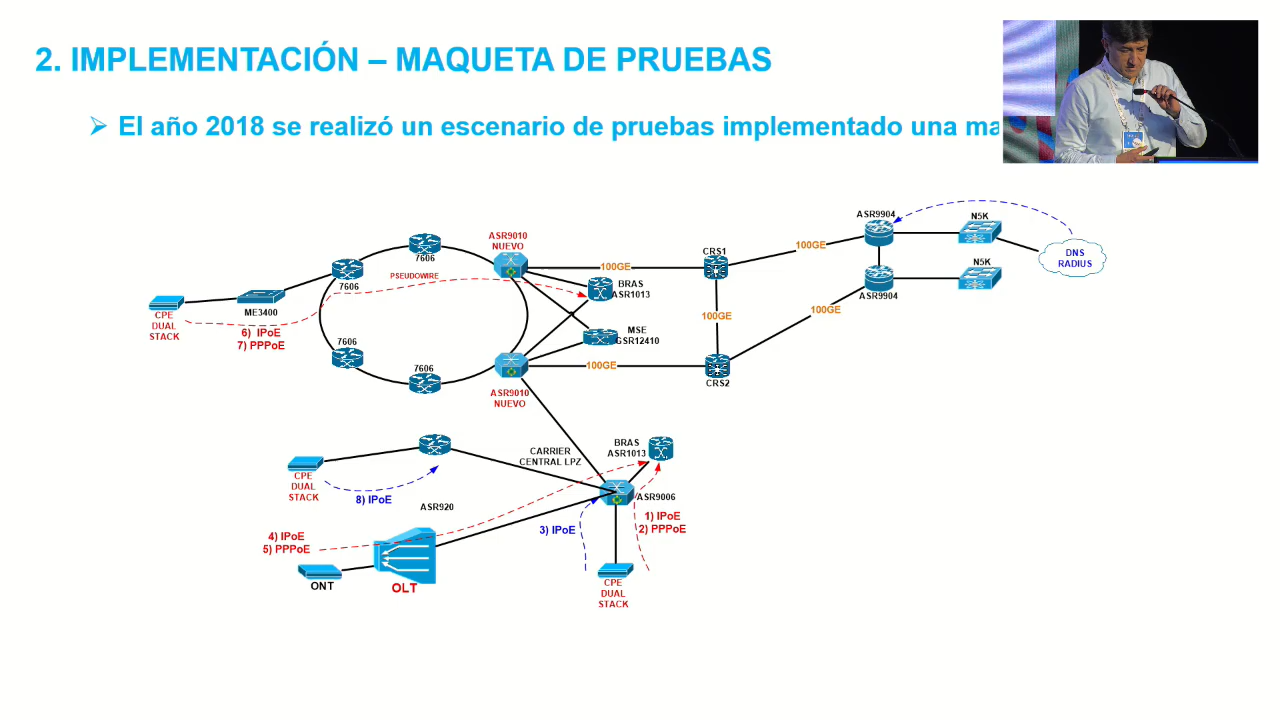 2. IMPLEMENTACIÓN – MAQUETA DE PRUEBAS
➢ El año 2018 se realizó un escenario de pruebas implementado una
ASR9904
N5K
ASR9010
NUEVO
7606
CRS1
100GE
DNS
RADIUS
100GE
7606
PSEUDOWIRE
BRAS
ASR1013
N5K
ASR9904
CPE
DUAL
STACK
ME3400
6) IPoE
7) PPPoE
100GE
100GE
MSE
GSR12410
7606
7606
100GE
CRS2
ASR9010
NUEVO
CARRIER
CENTRAL LPZ
BRAS
ASR1013
CPE
DUAL
STACK
8) IPoE
ASR920
ASR9006
1) IPoE
2) PPPoE
3) IPoE
4) IPoE
5) PPPoE
ONT
OLT
CPE
DUAL
STACK